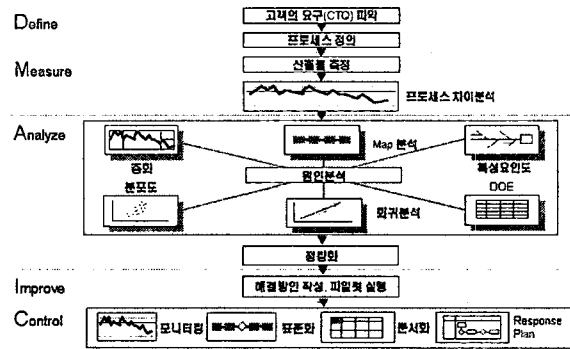 Define
고객의 요구(CTQ) 파악
프로세스 정의
Measure
산출물 측정
프로세스 차이분석
Analyze
층화
Map 분석
특성요인도
원인분석
분포도
회귀분석
DOE
정량화
Improve
해결방안 작성, 파일럿 실행
Control
모니터링
표준화
문서화
Response
Plan